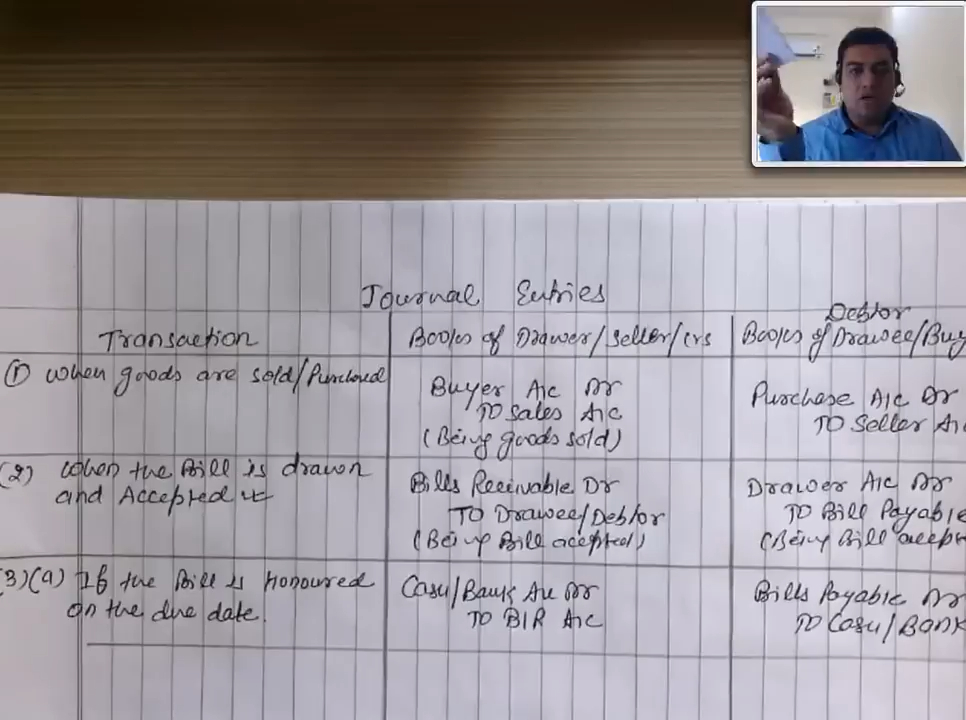 Journal Entries
Transaction
Books of Drawer/Seller/Crs
Debtor
Books of Drawee/Buy
(1) when goods are sold/Purchased
Buyer A/c Dr
TO Sales A/c
(Being goods sold)
Purchase A/c Dr
TO Seller A/c
(2) when the Bill is drawn
and Accepted it
Bills Receivable Dr
TO Drawee/Debtor
(Being Bill accepted)
Drawer A/c Dr
TO Bill Payable
(Being Bill accept
(3)(a) If the Bill is Honoured
on the due date.
Cash/Bank A/c Dr
TO B/R A/c
Bills Payable Dr
TO Cash/Bank